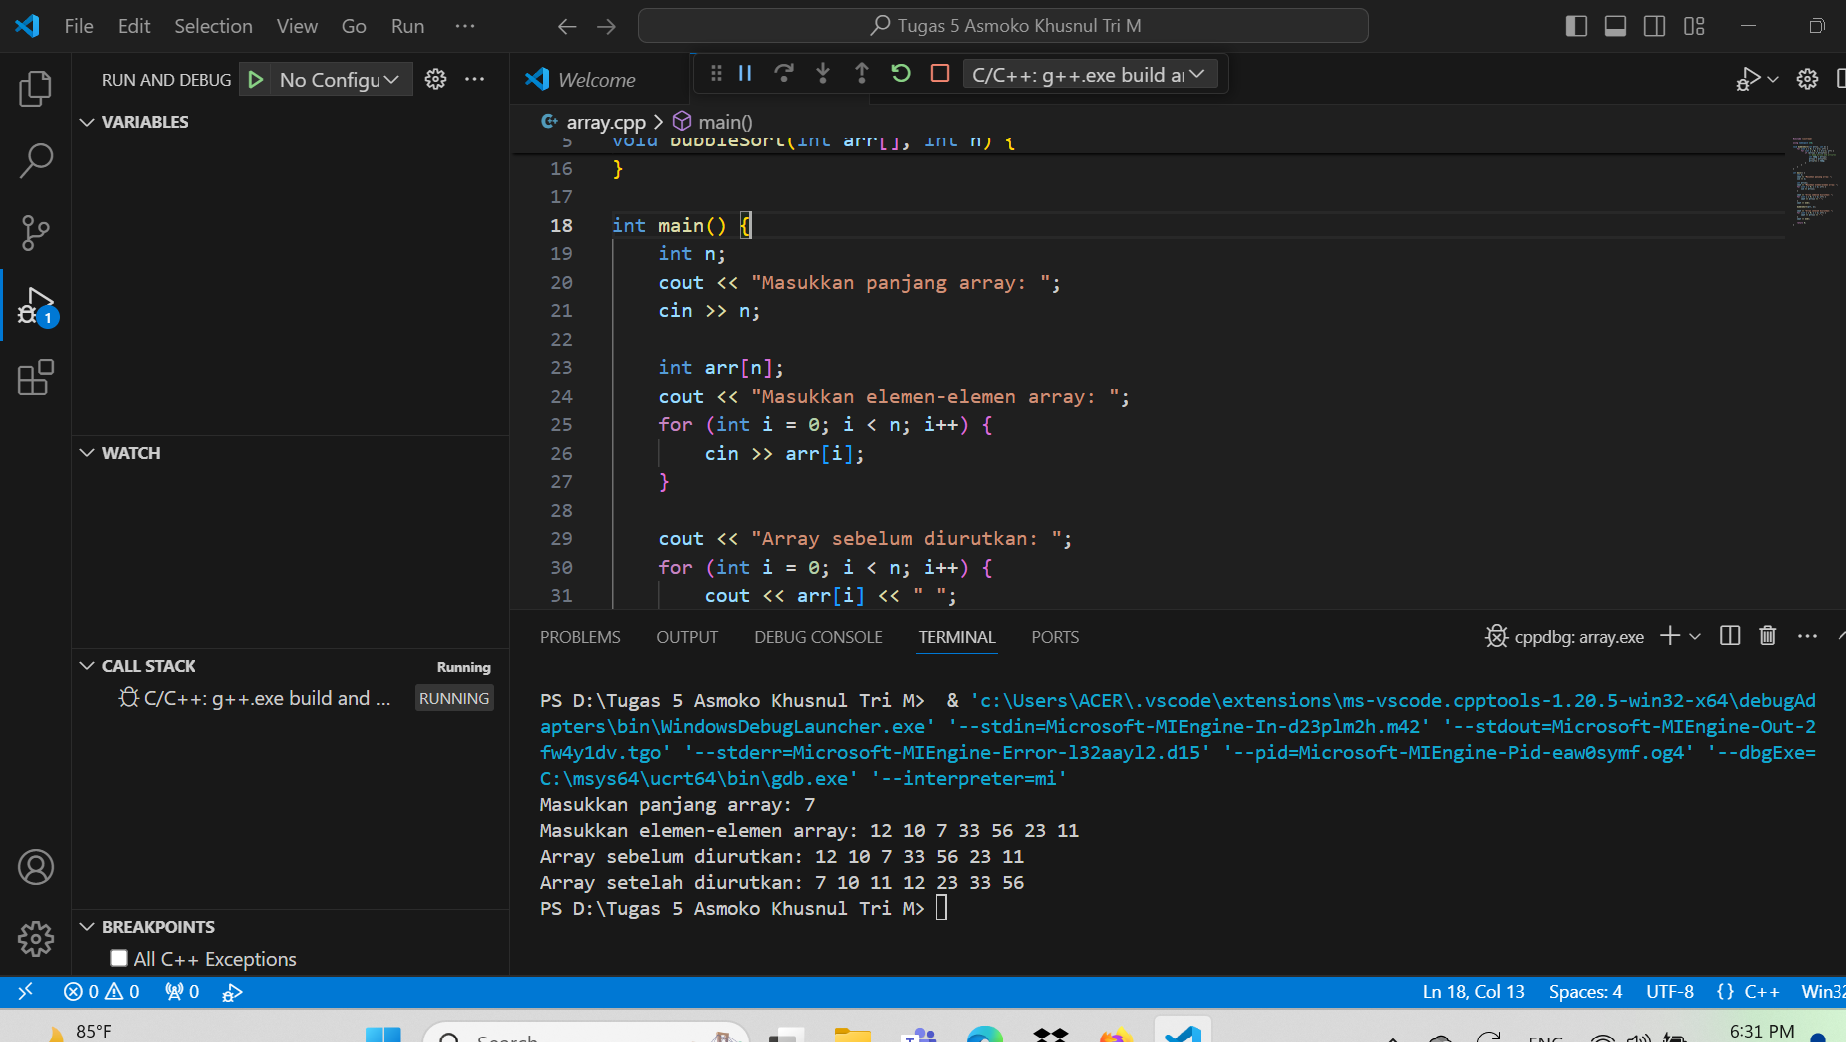 File Edit Selection View Go Run ··· Tugas 5 Asmoko Khusnul Tri M
RUN AND DEBUG No Configu ···
Welcome
C/C++: g++.exe build ar
VARIABLES
array.cpp > main()
5 void bubbleSort(int arr[], int n) {
16 }
17
18 int main() {
19 int n;
20 cout << "Masukkan panjang array: ";
21 cin >> n;
22
23 int arr[n];
24 cout << "Masukkan elemen-elemen array: ";
25 for (int i = 0; i < n; i++) {
26 cin >> arr[i];
27 }
28
29 cout << "Array sebelum diurutkan: ";
30 for (int i = 0; i < n; i++) {
31 cout << arr[i] << " ";
1
WATCH
CALL STACK Running
C/C++: g++.exe build and ... RUNNING
BREAKPOINTS
All C++ Exceptions
PROBLEMS OUTPUT DEBUG CONSOLE TERMINAL PORTS cppdbg: array.exe ···
PS D:\Tugas 5 Asmoko Khusnul Tri M>  & 'c:\Users\ACER\.vscode\extensions\ms-vscode.cpptools-1.20.5-win32-x64\debugAd
apters\bin\WindowsDebugLauncher.exe' '--stdin=Microsoft-MIEngine-In-d23plm2h.m42' '--stdout=Microsoft-MIEngine-Out-2
fw4y1dv.tgo' '--stderr=Microsoft-MIEngine-Error-l32aayl2.d15' '--pid=Microsoft-MIEngine-Pid-eaw0symf.og4' '--dbgExe=
C:\msys64\ucrt64\bin\gdb.exe' '--interpreter=mi'
Masukkan panjang array: 7
Masukkan elemen-elemen array: 12 10 7 33 56 23 11
Array sebelum diurutkan: 12 10 7 33 56 23 11
Array setelah diurutkan: 7 10 11 12 23 33 56
PS D:\Tugas 5 Asmoko Khusnul Tri M>
0 0 0 Ln 18, Col 13 Spaces: 4 UTF-8 {} C++ Win32
85°F Search ENG 6:31 PM